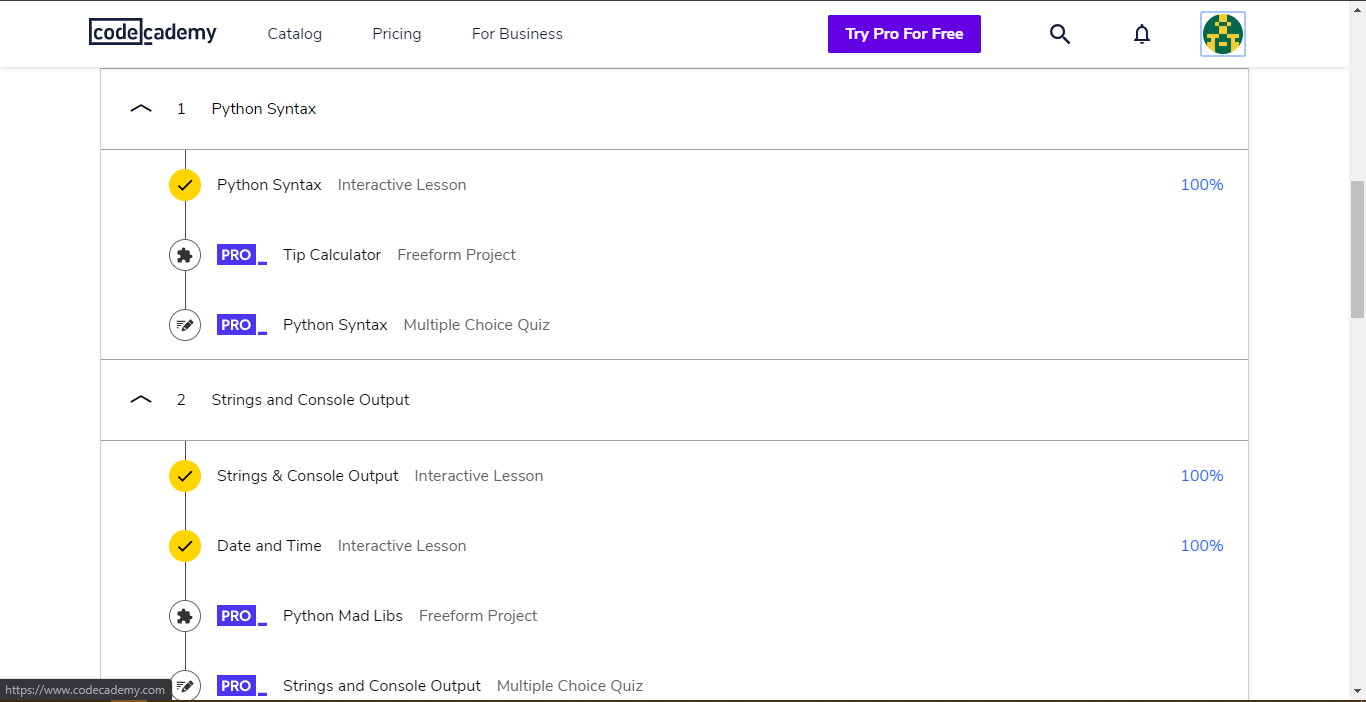 codecademy Catalog Pricing For Business Try Pro For Free
1 Python Syntax
Python Syntax Interactive Lesson 100%
PRO Tip Calculator Freeform Project
PRO Python Syntax Multiple Choice Quiz
2 Strings and Console Output
Strings & Console Output Interactive Lesson 100%
Date and Time Interactive Lesson 100%
PRO Python Mad Libs Freeform Project
PRO Strings and Console Output Multiple Choice Quiz
https://www.codecademy.com